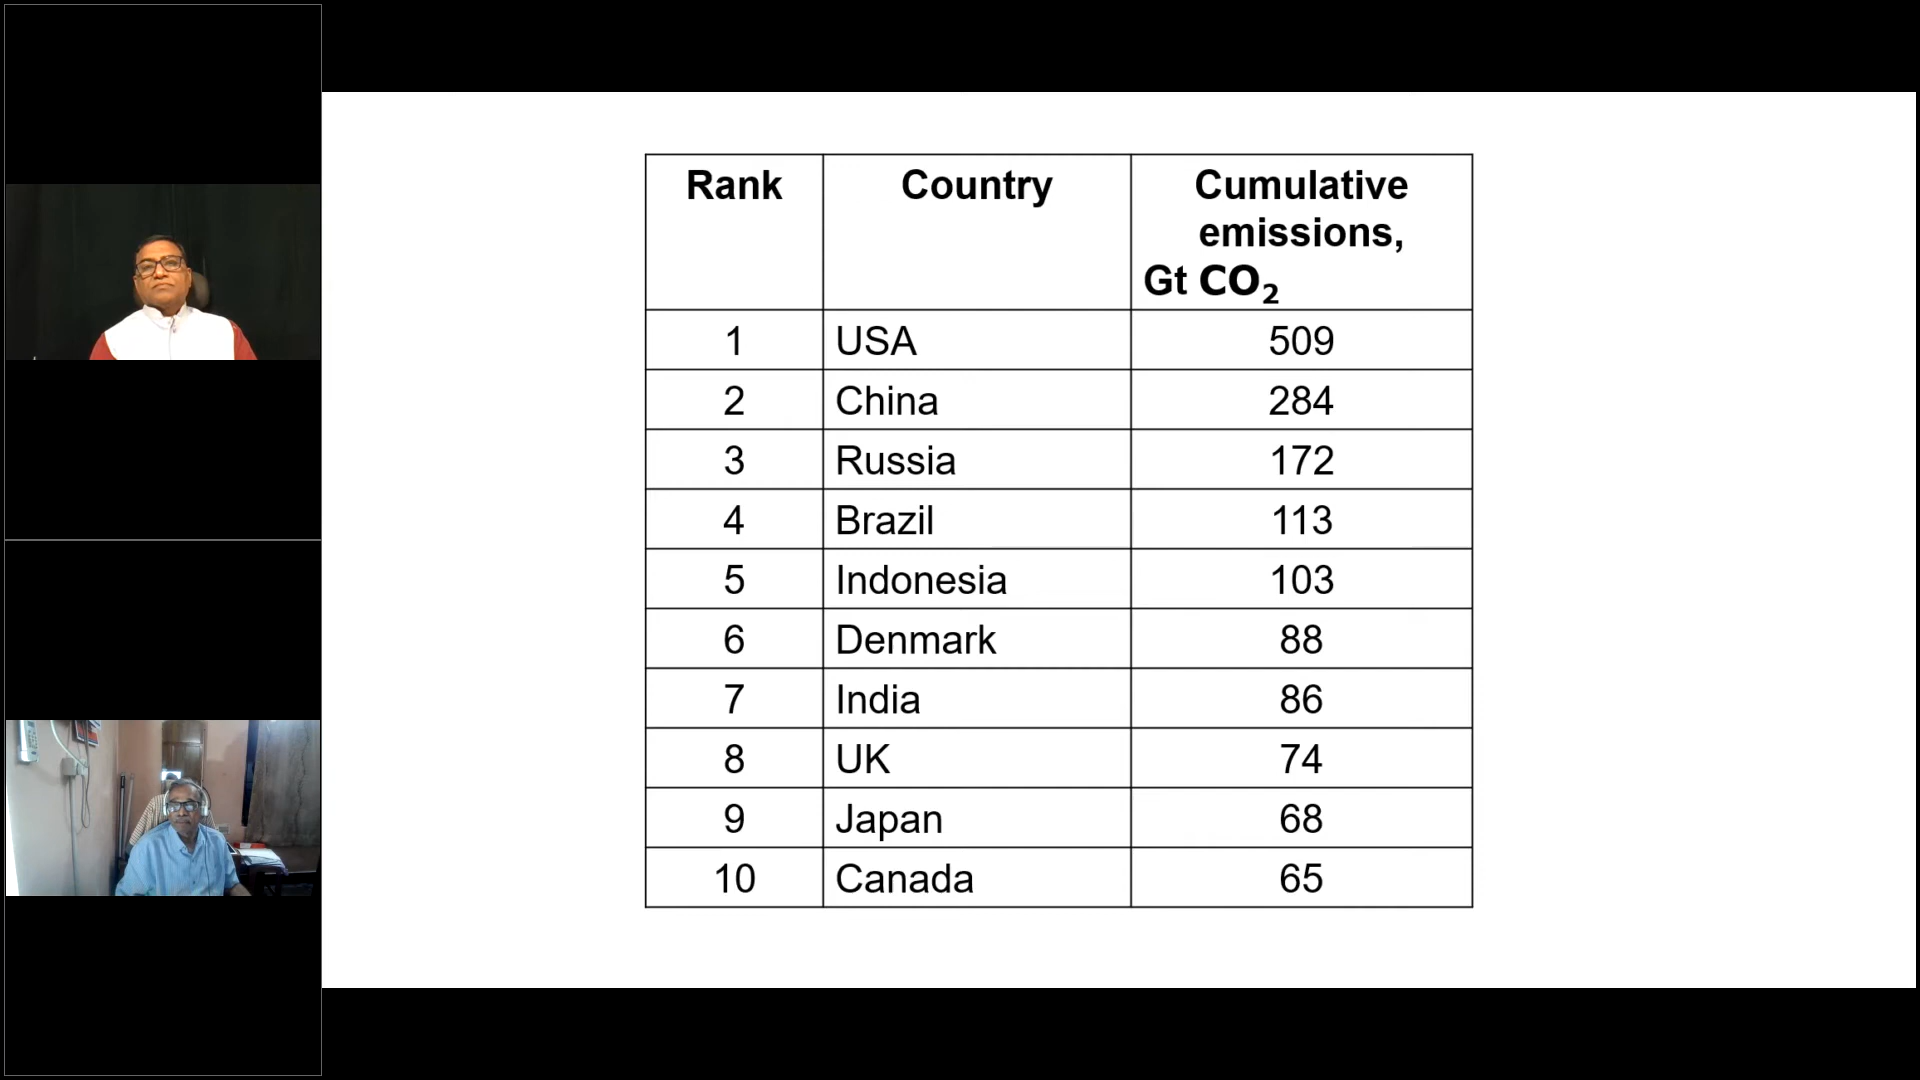 Rank Country Cumulative
emissions,
Gt CO₂
1 USA 509
2 China 284
3 Russia 172
4 Brazil 113
5 Indonesia 103
6 Denmark 88
7 India 86
8 UK 74
9 Japan 68
10 Canada 65